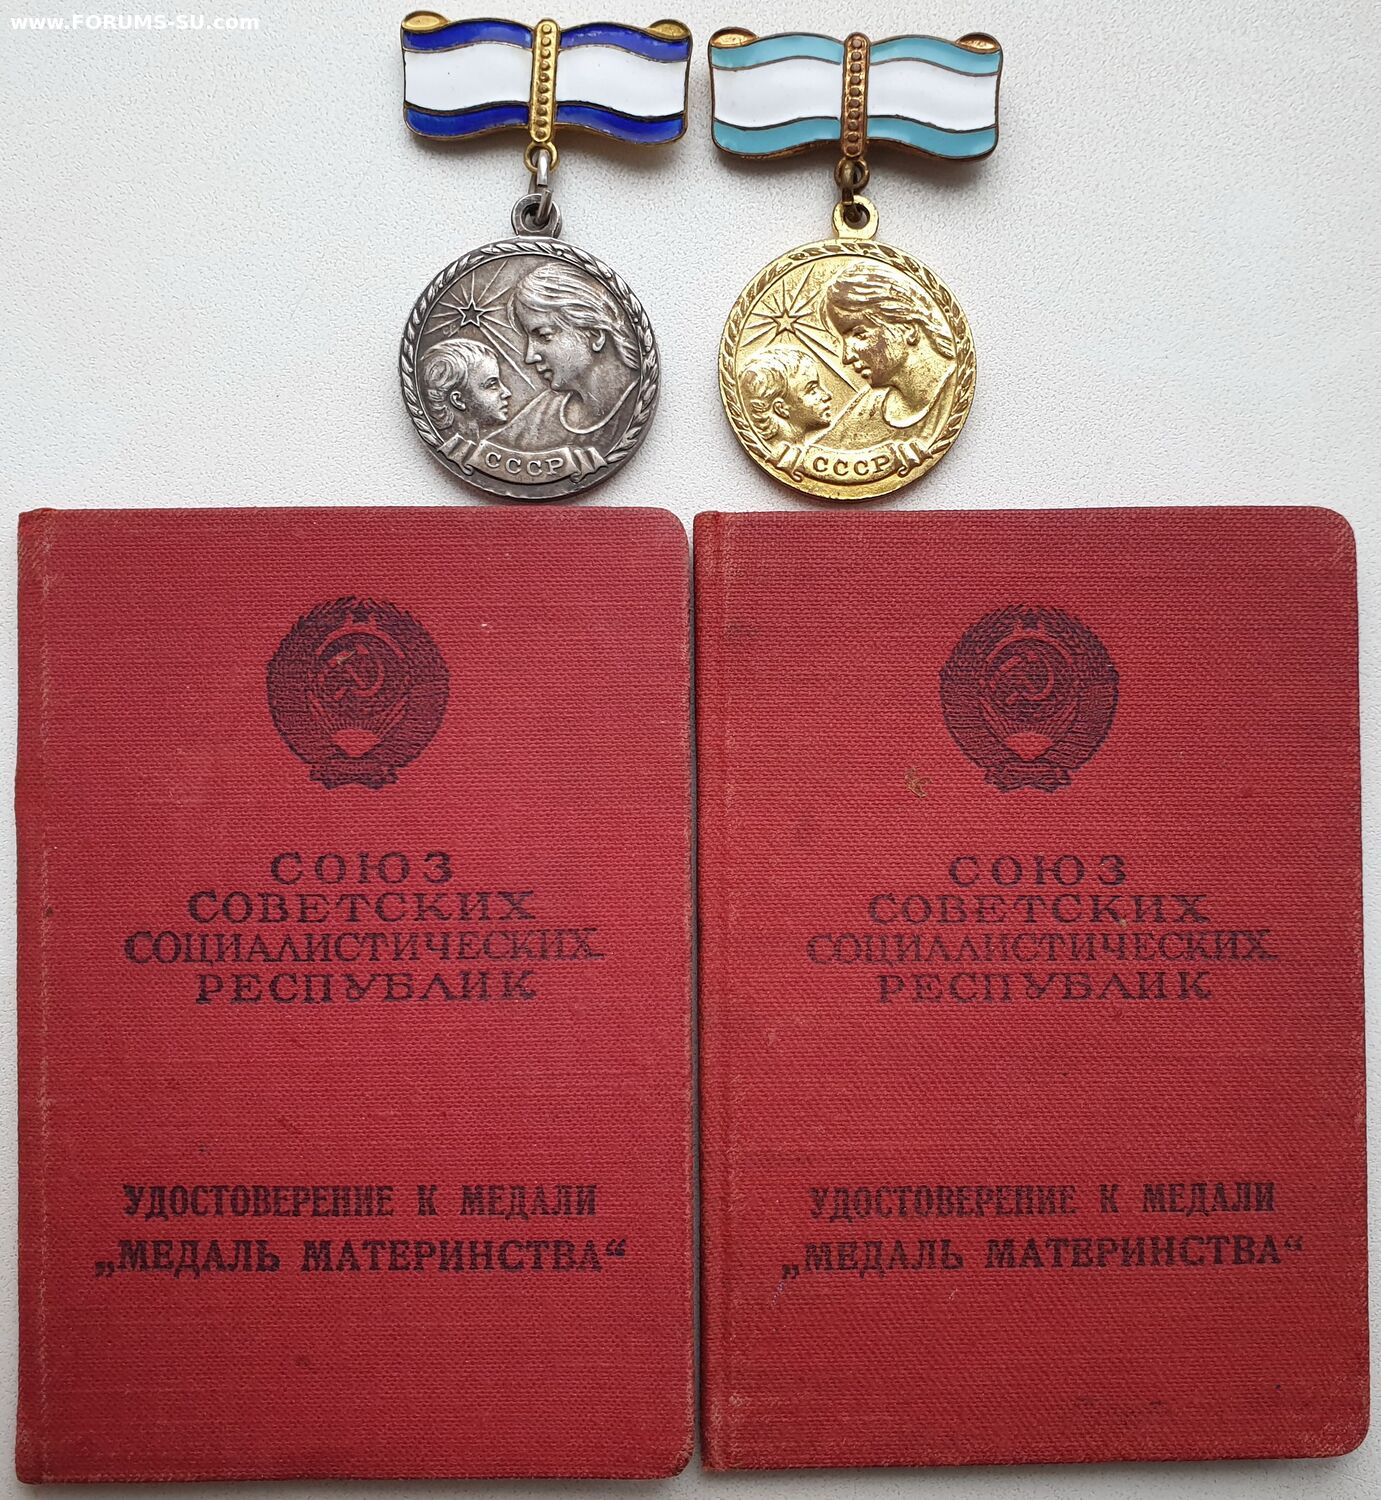 www.FORUMS-SU.com
СССР
СССР
СОЮЗ
СОВЕТСКИХ
СОЦИАЛИСТИЧЕСКИХ
РЕСПУБЛИК
УДОСТОВЕРЕНИЕ К МЕДАЛИ
„МЕДАЛЬ МАТЕРИНСТВА“
СОЮЗ
СОВЕТСКИХ
СОЦИАЛИСТИЧЕСКИХ
РЕСПУБЛИК
УДОСТОВЕРЕНИЕ К МЕДАЛИ
„МЕДАЛЬ МАТЕРИНСТВА“